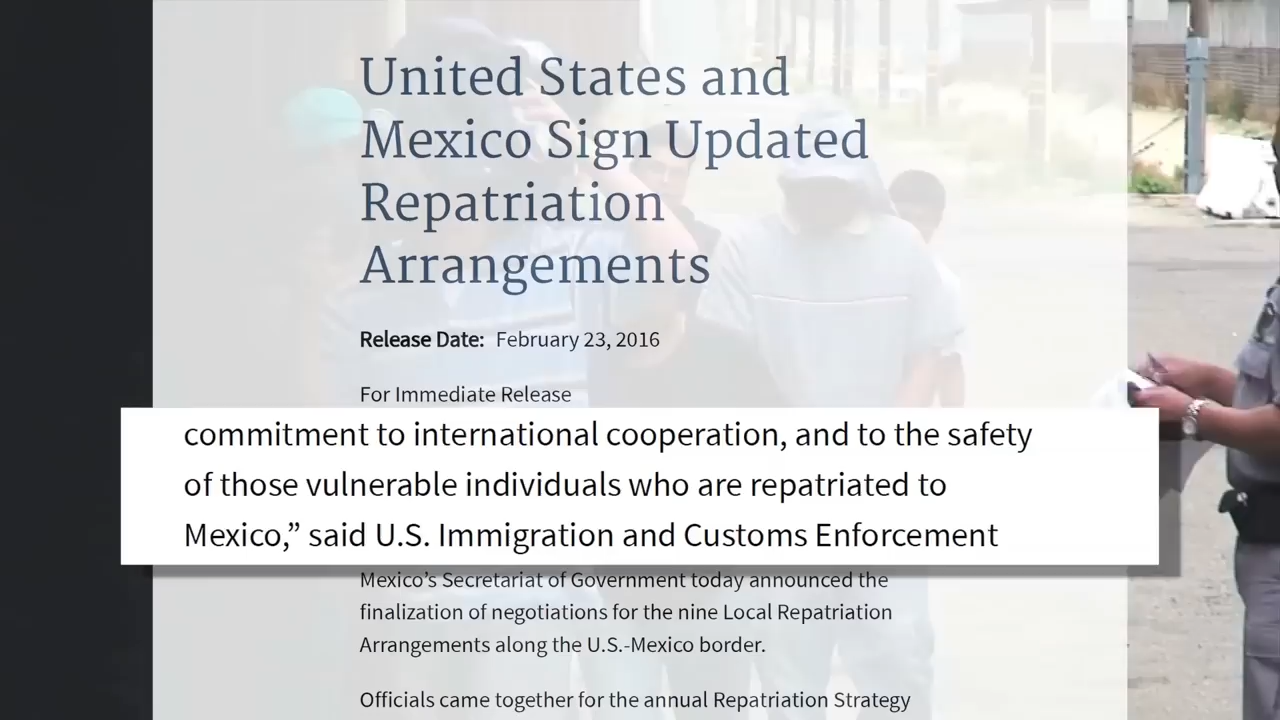 United States and
Mexico Sign Updated
Repatriation
Arrangements
Release Date: February 23, 2016
For Immediate Release
commitment to international cooperation, and to the safety
of those vulnerable individuals who are repatriated to
Mexico,” said U.S. Immigration and Customs Enforcement
Mexico’s Secretariat of Government today announced the
finalization of negotiations for the nine Local Repatriation
Arrangements along the U.S.-Mexico border.
Officials came together for the annual Repatriation Strategy